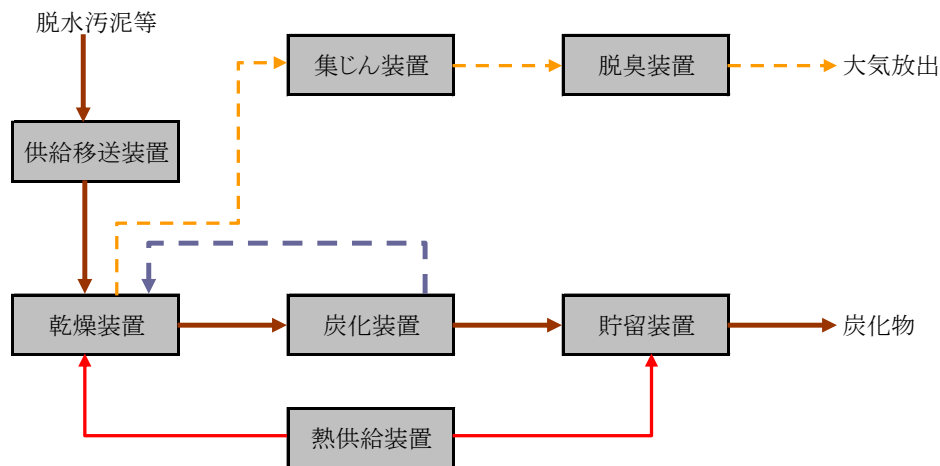 脱水汚泥等
集じん装置
脱臭装置
大気放出
供給移送装置
乾燥装置
炭化装置
貯留装置
炭化物
熱供給装置